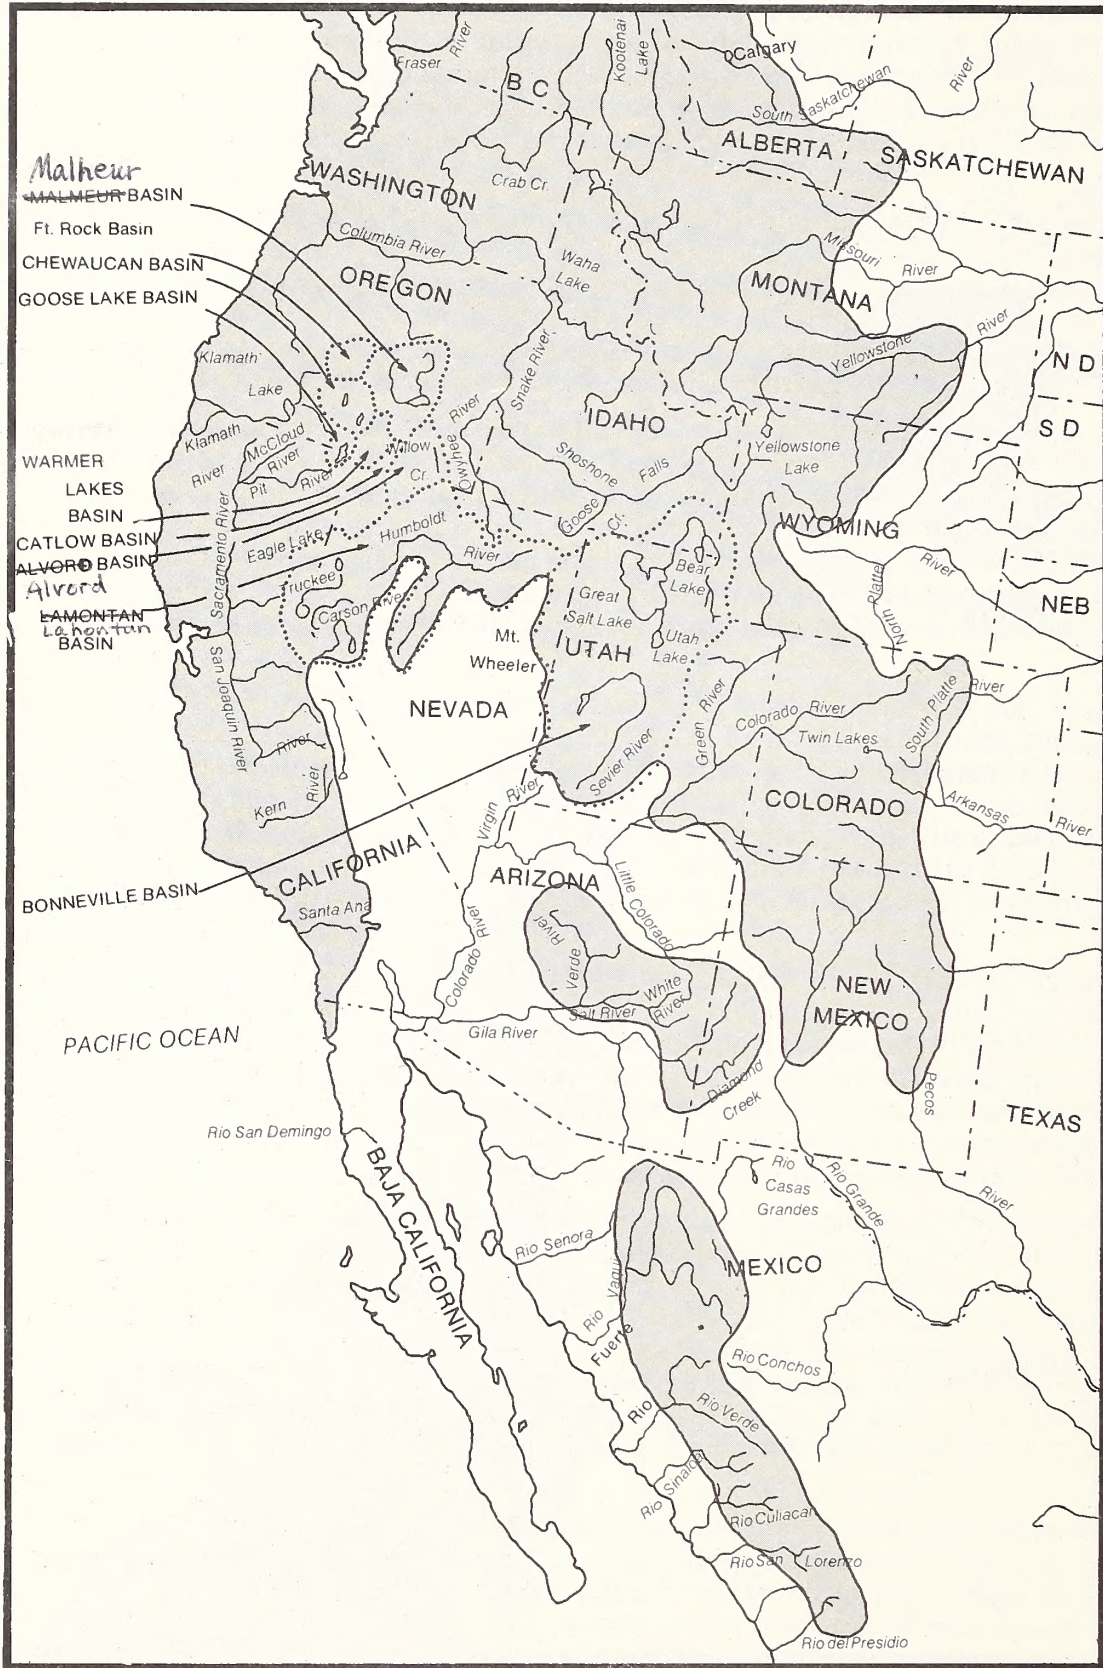 Fraser
River
B C
Kootenai
Lake
Calgary
South Saskatchewan
River
ALBERTA
SASKATCHEWAN
Malheur
MALMEUR BASIN
Ft. Rock Basin
CHEWAUCAN BASIN
GOOSE LAKE BASIN
WASHINGTON
Crab Cr.
Columbia River
Waha
Lake
OREGON
MONTANA
Missouri
River
Yellowstone
River
N D
S D
Klamath
Lake
Snake River
IDAHO
Klamath
River
McCloud
River
Pit
River
Willow
Cr.
Owyhee
River
Shoshone
Falls
Yellowstone
Lake
WARMER
LAKES
BASIN
CATLOW BASIN
ALVORD BASIN
Alvord
LAMONTAN
Lahontan
BASIN
Sacramento River
Eagle Lake
Humboldt
River
Goose
Cr.
WYOMING
River
North Platte
NEB
Truckee
Carson River
Bear
Lake
Great
Salt Lake
Utah
Lake
UTAH
Mt.
Wheeler
NEVADA
San Joaquin River
River
Kern
River
Sevier River
Green
River
Colorado
River
Twin Lakes
South Platte
River
COLORADO
Arkansas
River
Virgin
River
BONNEVILLE BASIN
CALIFORNIA
Santa Ana
ARIZONA
Little Colorado
Colorado
River
River
Verde
White
River
Salt River
Gila River
NEW
MEXICO
PACIFIC OCEAN
Diamond
Creek
Pecos
River
TEXAS
Rio San Demingo
BAJA CALIFORNIA
Rio
Casas
Grandes
Rio Grande
Rio Senora
Rio
Yaqui
MEXICO
Rio
Fuerte
Rio Conchos
Rio Verde
Rio Sinaloa
Rio Culiacan
Rio San Lorenzo
Rio del Presidio